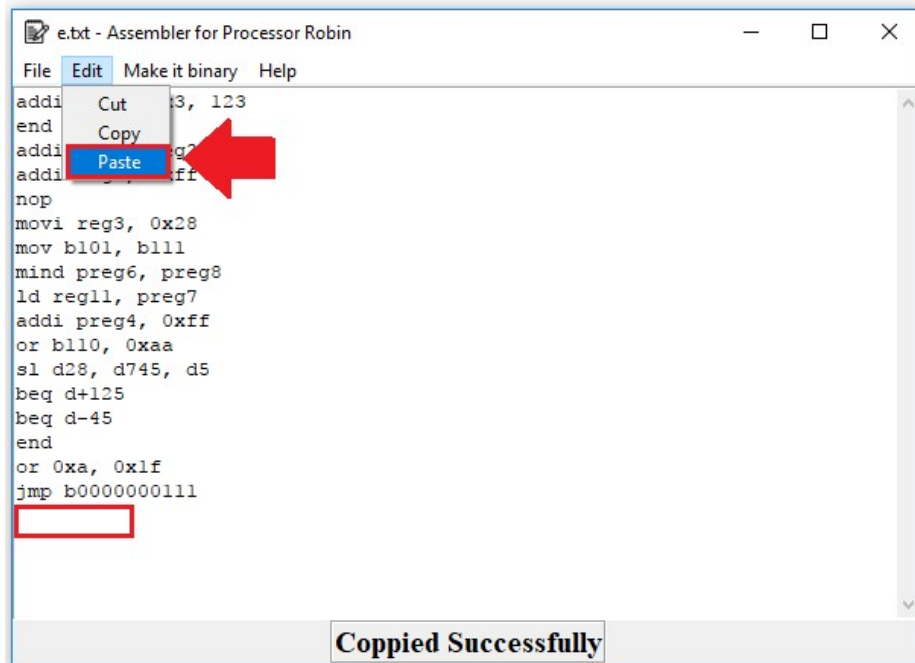 e.txt - Assembler for Processor Robin
File Edit Make it binary Help
Cut
Copy
Paste
addi 3, 123
end
addi
addi ff
nop
movi reg3, 0x28
mov b101, b111
mind preg6, preg8
ld reg11, preg7
addi preg4, 0xff
or b110, 0xaa
sl d28, d745, d5
beq d+125
beq d-45
end
or 0xa, 0x1f
jmp b0000000111
Coppied Successfully